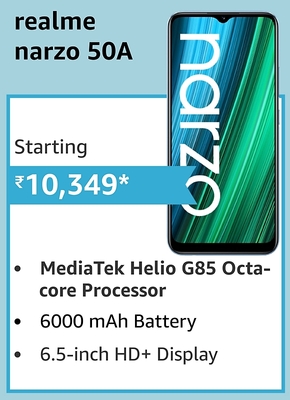 realme
narzo 50A
narzo
Starting
₹10,349*
• MediaTek Helio G85 Octa-
core Processor
• 6000 mAh Battery
• 6.5-inch HD+ Display